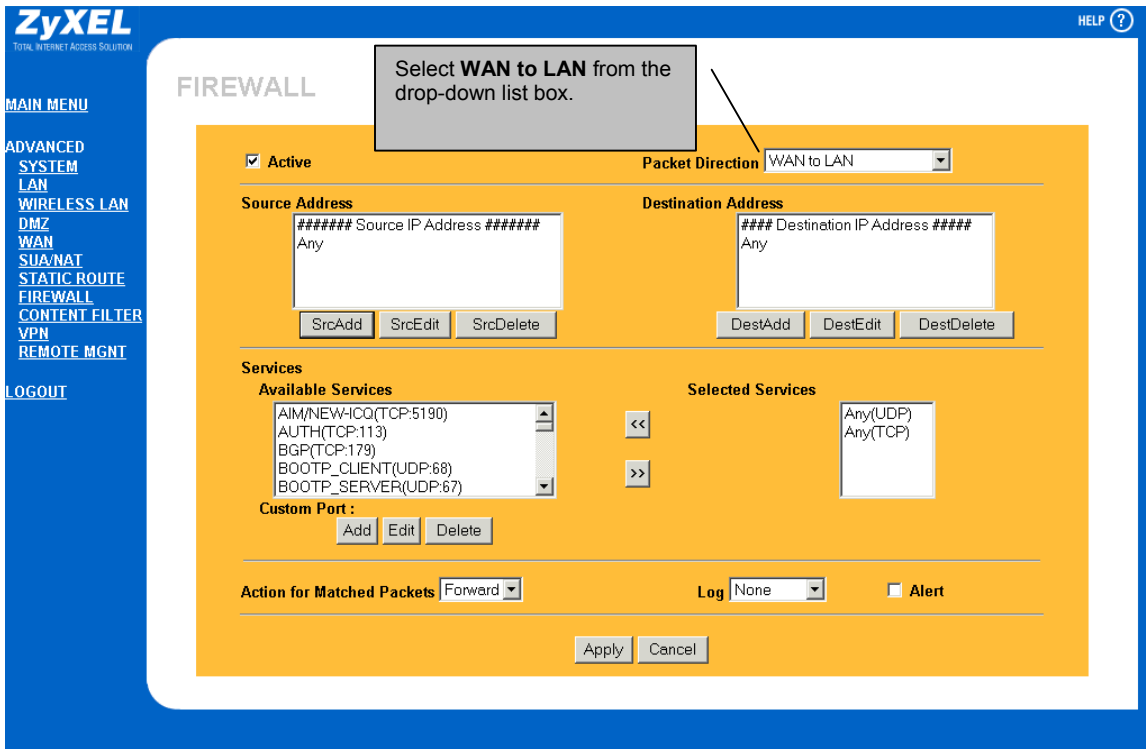 ZyXEL
TOTAL INTERNET ACCESS SOLUTION
HELP ?
MAIN MENU
ADVANCED
SYSTEM
LAN
WIRELESS LAN
DMZ
WAN
SUA/NAT
STATIC ROUTE
FIREWALL
CONTENT FILTER
VPN
REMOTE MGNT
LOGOUT
FIREWALL
Select WAN to LAN from the
drop-down list box.
Active
Packet Direction WAN to LAN
Source Address
####### Source IP Address #######
Any
SrcAdd SrcEdit SrcDelete
Destination Address
#### Destination IP Address #####
Any
DestAdd DestEdit DestDelete
Services
Available Services
AIM/NEW-ICQ(TCP:5190)
AUTH(TCP:113)
BGP(TCP:179)
BOOTP_CLIENT(UDP:68)
BOOTP_SERVER(UDP:67)
<<
>>
Selected Services
Any(UDP)
Any(TCP)
Custom Port :
Add Edit Delete
Action for Matched Packets Forward
Log None
Alert
Apply Cancel